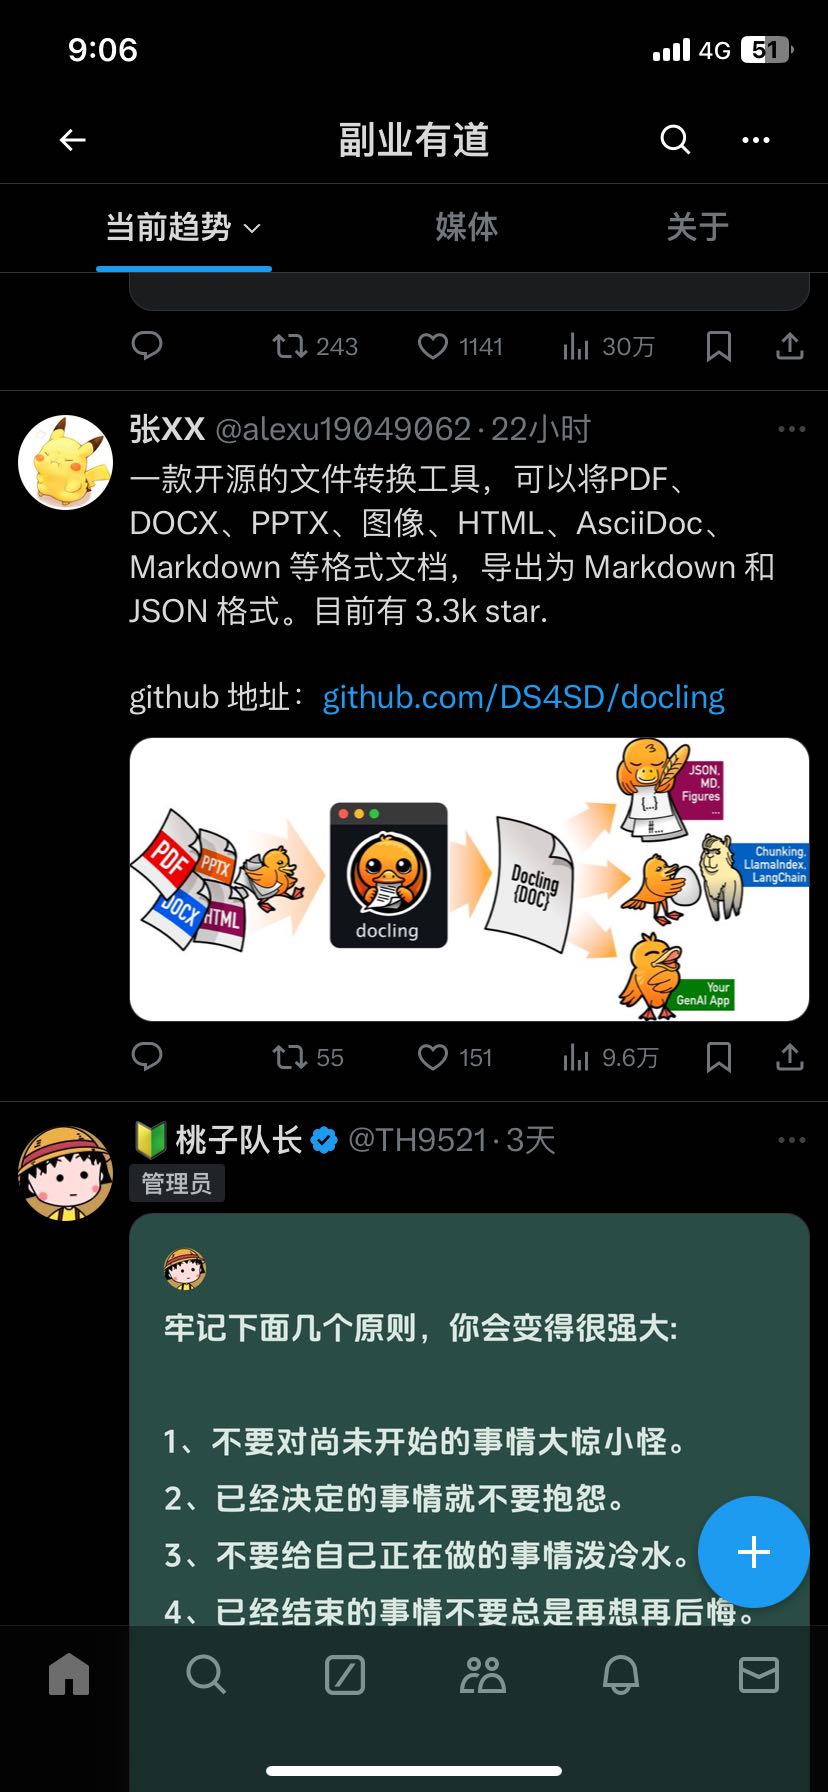 9:06
4G
51
副业有道
当前趋势
媒体
关于
243
1141
30万
张XX @alexu19049062·22小时
一款开源的文件转换工具，可以将PDF、
DOCX、PPTX、图像、HTML、AsciiDoc、
Markdown 等格式文档，导出为 Markdown 和
JSON 格式。目前有 3.3k star.
github 地址：github.com/DS4SD/docling
PDF
PPTX
DOCX
HTML
docling
Docling
{DOC}
{...}
#...
JSON,
MD,
Figures
...
Chunking,
LlamaIndex,
LangChain
Your
GenAI App
55
151
9.6万
桃子队长 @TH9521·3天
管理员
牢记下面几个原则，你会变得很强大:
1、不要对尚未开始的事情大惊小怪。
2、已经决定的事情就不要抱怨。
3、不要给自己正在做的事情泼冷水。
4、已经结束的事情不要总是再想再后悔。